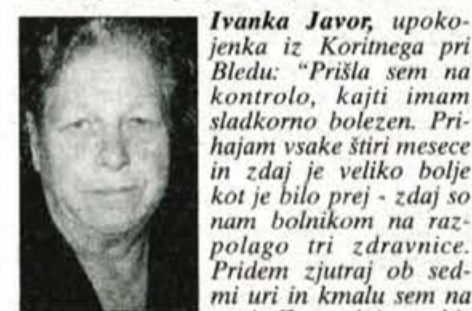 Ivanka Javor, upoko-
jenka iz Koritnega pri
Bledu: “Prišla sem na
kontrolo, kajti imam
sladkorno bolezen. Pri-
hajam vsake štiri mesece
in zdaj je veliko bolje
kot je bilo prej - zdaj so
nam bolnikom na raz-
polago tri zdravnice.
Pridem zjutraj ob sed-
mi uri in kmalu sem na